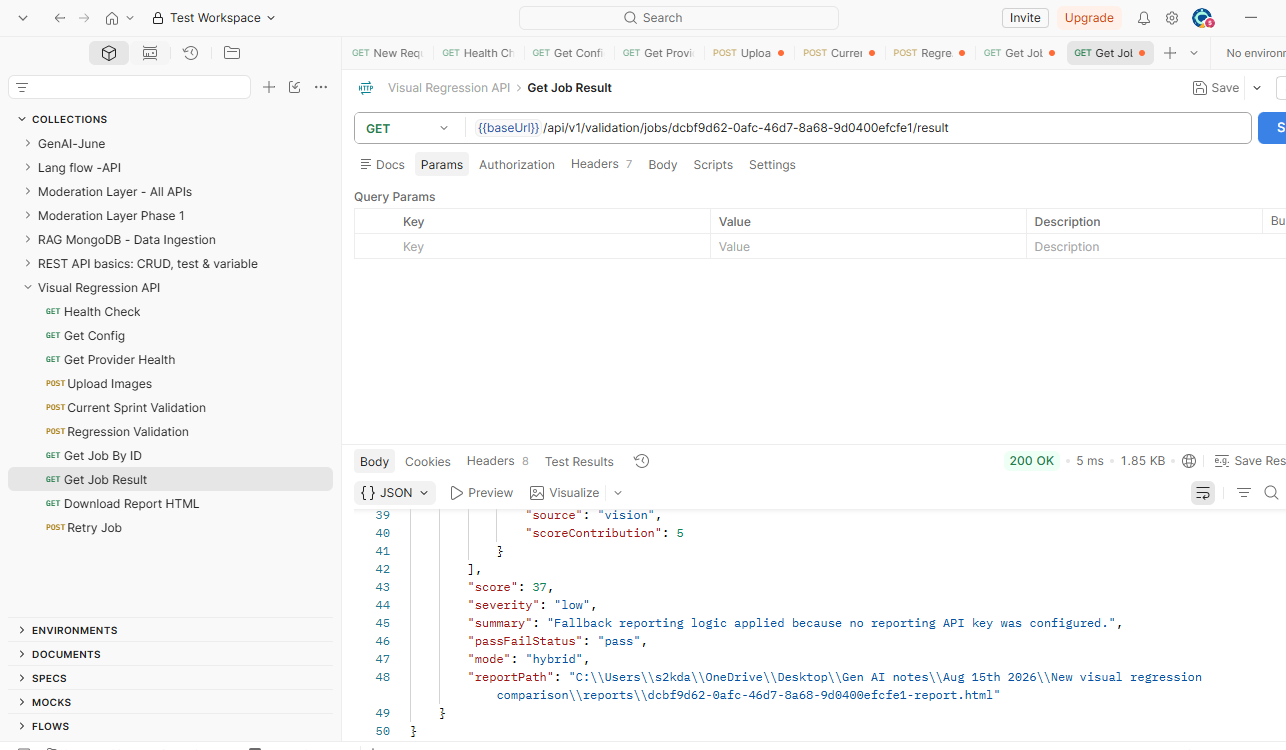 Test Workspace
Search
Invite
Upgrade
GET New Requ
GET Health Ch
GET Get Confi
GET Get Provi
POST Uploa
POST Currer
POST Regre
GET Get Jol
GET Get Jol
No environ
COLLECTIONS
GenAI-June
Lang flow -API
Moderation Layer - All APIs
Moderation Layer Phase 1
RAG MongoDB - Data Ingestion
REST API basics: CRUD, test & variable
Visual Regression API
GET Health Check
GET Get Config
GET Get Provider Health
POST Upload Images
POST Current Sprint Validation
POST Regression Validation
GET Get Job By ID
GET Get Job Result
GET Download Report HTML
POST Retry Job
ENVIRONMENTS
DOCUMENTS
SPECS
MOCKS
FLOWS
HTTP Visual Regression API > Get Job Result
Save
GET {{baseUrl}} /api/v1/validation/jobs/dcbf9d62-0afc-46d7-8a68-9d0400efcfe1/result
S
Docs Params Authorization Headers 7 Body Scripts Settings
Query Params
Key Value Description Bu
Key Value Description
Body Cookies Headers 8 Test Results
200 OK • 5 ms • 1.85 KB • e.g. Save Res
{} JSON Preview Visualize
39 "source": "vision",
40 "scoreContribution": 5
41 }
42 ],
43 "score": 37,
44 "severity": "low",
45 "summary": "Fallback reporting logic applied because no reporting API key was configured.",
46 "passFailStatus": "pass",
47 "mode": "hybrid",
48 "reportPath": "C:\\Users\\s2kda\\OneDrive\\Desktop\\Gen AI notes\\Aug 15th 2026\\New visual regression
comparison\\reports\\dcbf9d62-0afc-46d7-8a68-9d0400efcfe1-report.html"
49 }
50 }